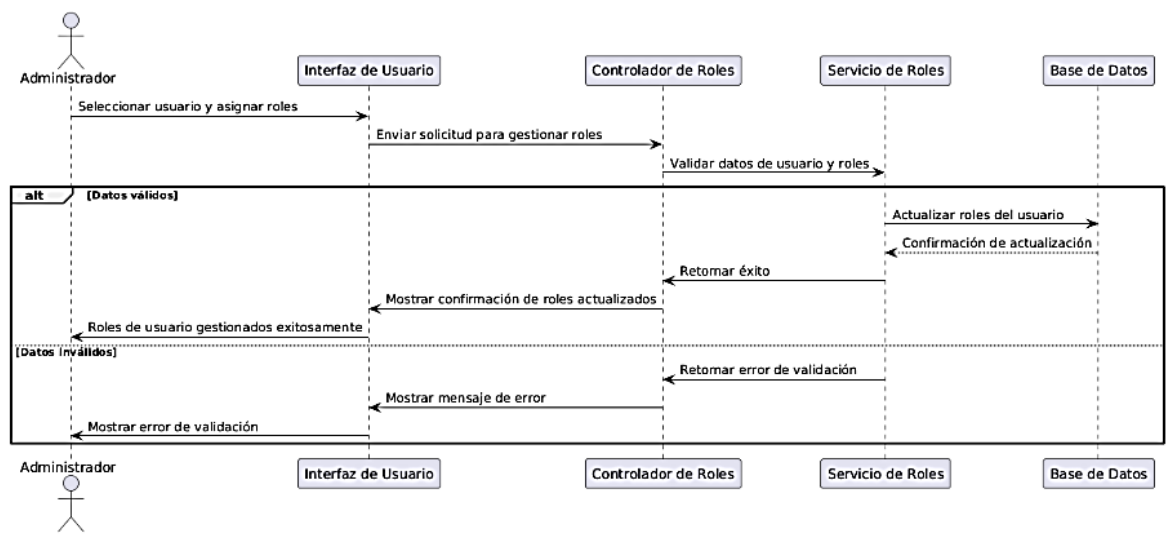 Administrador
Interfaz de Usuario
Controlador de Roles
Servicio de Roles
Base de Datos
Seleccionar usuario y asignar roles
Enviar solicitud para gestionar roles
Validar datos de usuario y roles
alt
[Datos válidos]
Actualizar roles del usuario
Confirmación de actualización
Retornar éxito
Mostrar confirmación de roles actualizados
Roles de usuario gestionados exitosamente
[Datos inválidos]
Retornar error de validación
Mostrar mensaje de error
Mostrar error de validación
Administrador
Interfaz de Usuario
Controlador de Roles
Servicio de Roles
Base de Datos